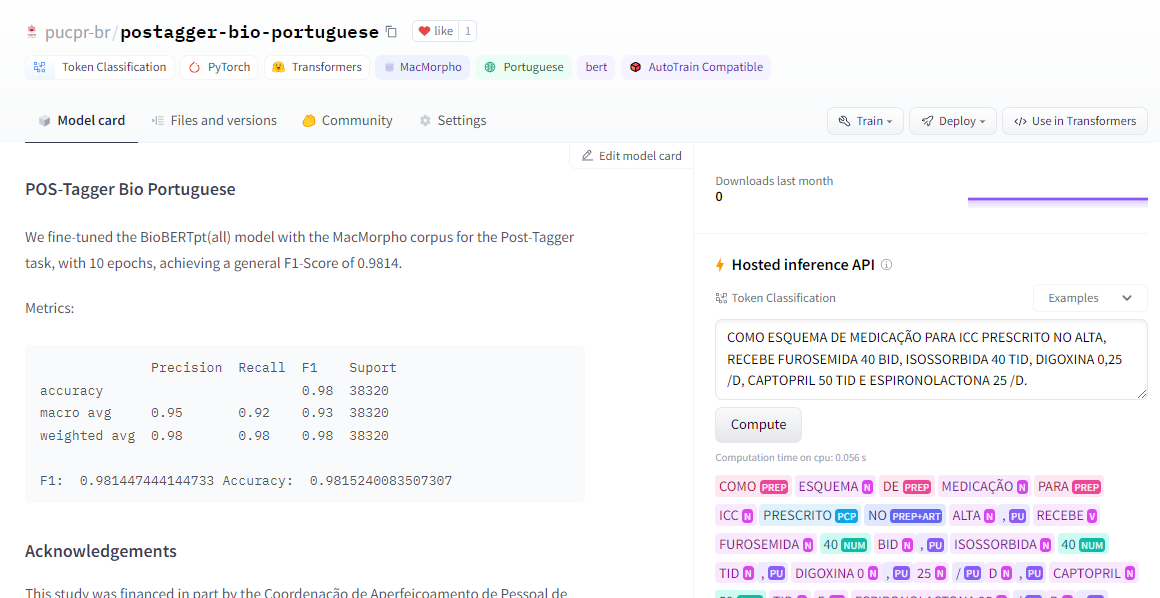 pucpr-br/postagger-bio-portuguese like 1
Token Classification PyTorch Transformers MacMorpho Portuguese bert AutoTrain Compatible
Model card Files and versions Community Settings
Train Deploy </> Use in Transformers
Edit model card
POS-Tagger Bio Portuguese
We fine-tuned the BioBERTpt(all) model with the MacMorpho corpus for the Post-Tagger
task, with 10 epochs, achieving a general F1-Score of 0.9814.
Metrics:
Precision Recall F1 Suport
accuracy 0.98 38320
macro avg 0.95 0.92 0.93 38320
weighted avg 0.98 0.98 0.98 38320
F1: 0.981447444144733 Accuracy: 0.9815240083507307
Acknowledgements
This study was financed in part by the Coordenação de Aperfeiçoamento de Pessoal de
Downloads last month
0
Hosted inference API
Token Classification
Examples
COMO ESQUEMA DE MEDICAÇÃO PARA ICC PRESCRITO NO ALTA,
RECEBE FUROSEMIDA 40 BID, ISOSSORBIDA 40 TID, DIGOXINA 0,25
/D, CAPTOPRIL 50 TID E ESPIRONOLACTONA 25 /D.
Compute
Computation time on cpu: 0.056 s
COMO PREP ESQUEMA N DE PREP MEDICAÇÃO N PARA PREP
ICC N PRESCRITO PCP NO PREP+ART ALTA N , PU RECEBE V
FUROSEMIDA N 40 NUM BID N , PU ISOSSORBIDA N 40 NUM
TID N , PU DIGOXINA 0 N , PU 25 N / PU D N , PU CAPTOPRIL N